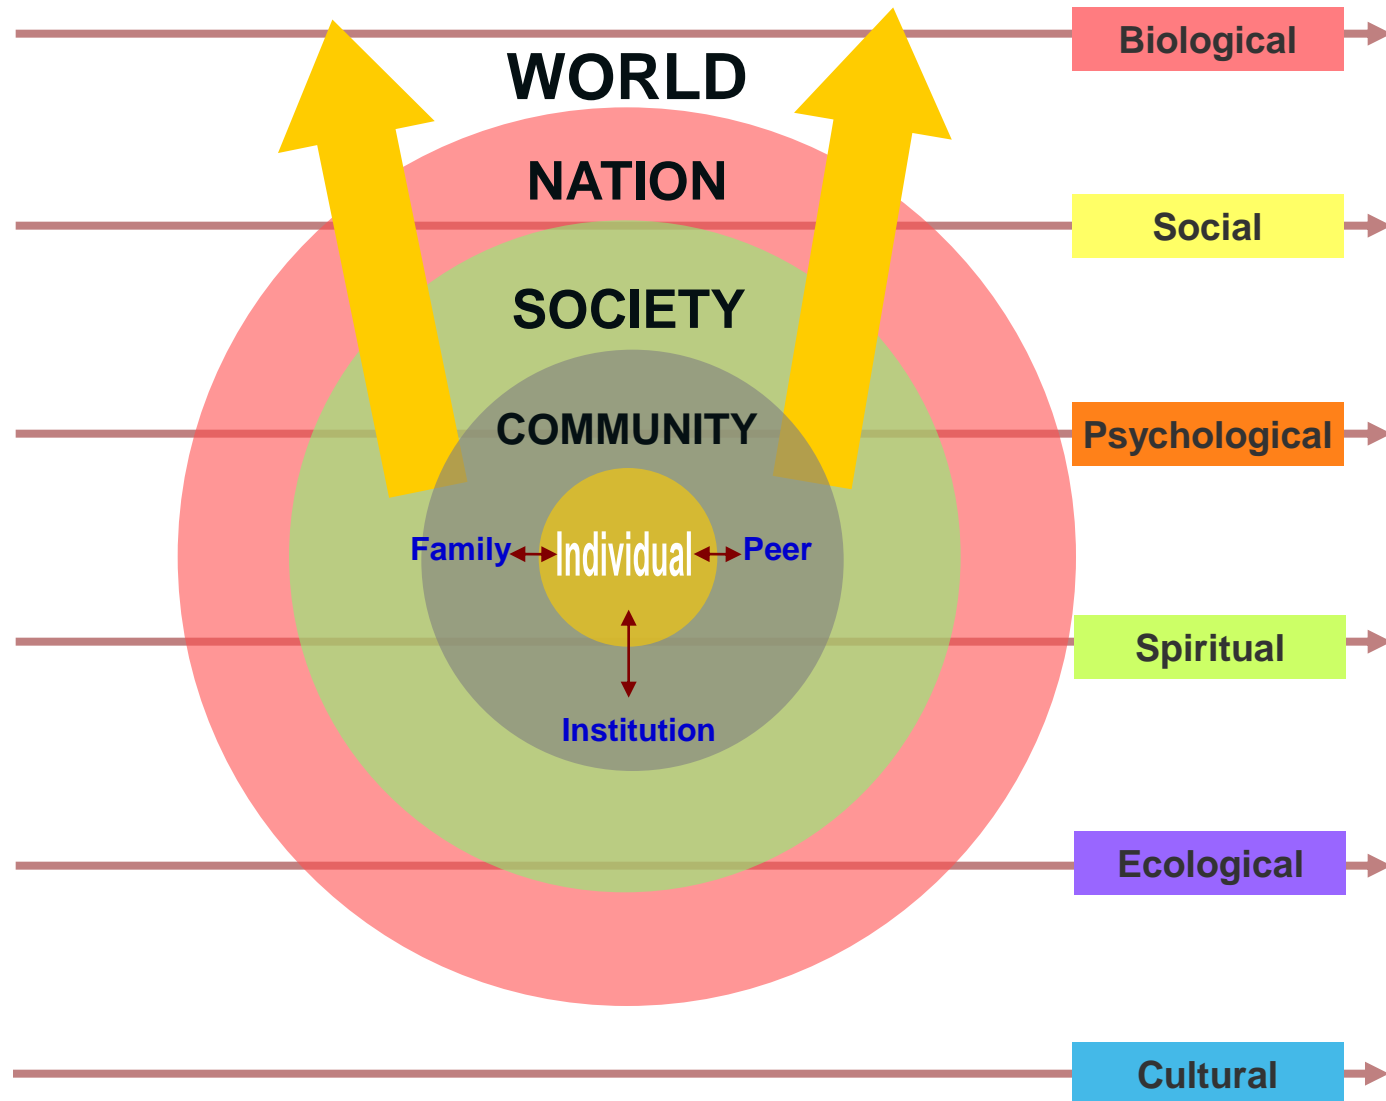 Biological
WORLD
NATION
Social
SOCIETY
COMMUNITY
Psychological
Family
Individual
Peer
Spiritual
Institution
Ecological
Cultural